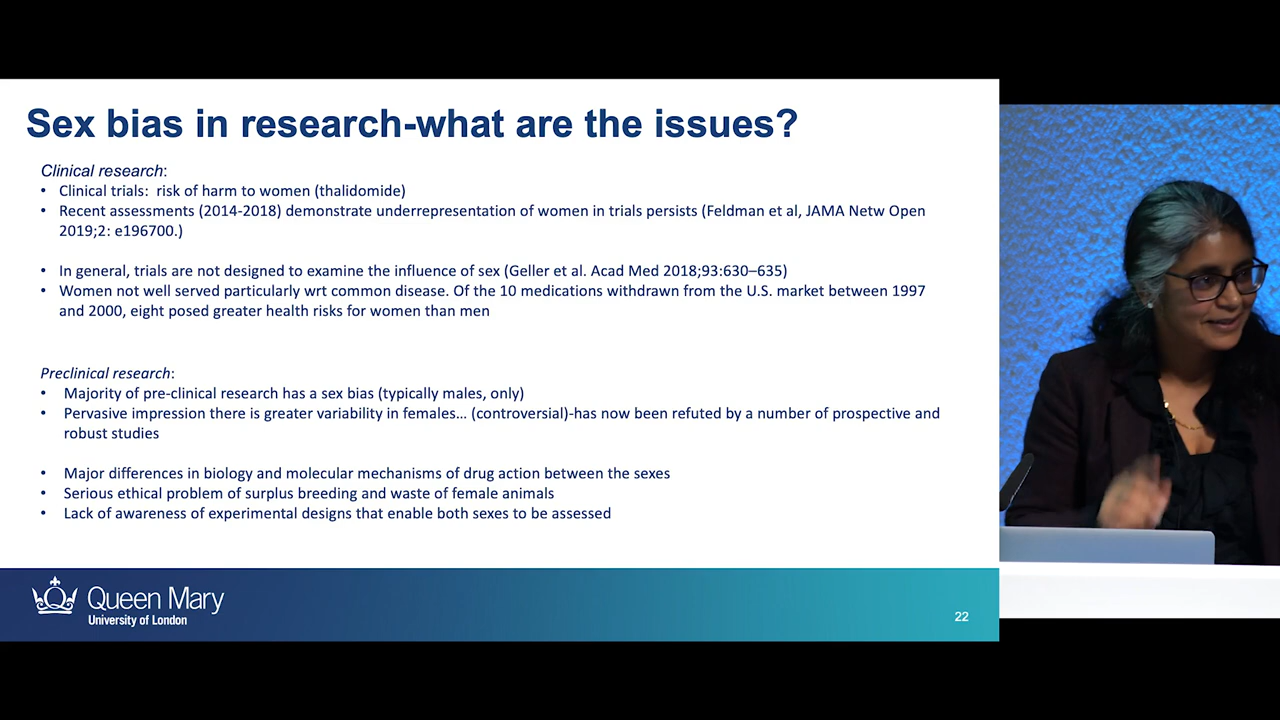 Sex bias in research-what are the issues?
Clinical research:
• Clinical trials: risk of harm to women (thalidomide)
• Recent assessments (2014-2018) demonstrate underrepresentation of women in trials persists (Feldman et al, JAMA Netw Open
2019;2: e196700.)
• In general, trials are not designed to examine the influence of sex (Geller et al. Acad Med 2018;93:630–635)
• Women not well served particularly wrt common disease. Of the 10 medications withdrawn from the U.S. market between 1997
and 2000, eight posed greater health risks for women than men
Preclinical research:
• Majority of pre-clinical research has a sex bias (typically males, only)
• Pervasive impression there is greater variability in females... (controversial)-has now been refuted by a number of prospective and
robust studies
• Major differences in biology and molecular mechanisms of drug action between the sexes
• Serious ethical problem of surplus breeding and waste of female animals
• Lack of awareness of experimental designs that enable both sexes to be assessed
Queen Mary
University of London
22